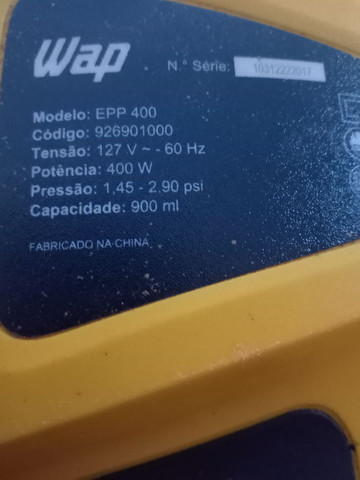 Wap
N.° Série: 10312222017
Modelo: EPP 400
Código: 926901000
Tensão: 127 V ~ - 60 Hz
Potência: 400 W
Pressão: 1,45 - 2,90 psi
Capacidade: 900 ml
FABRICADO NA CHINA